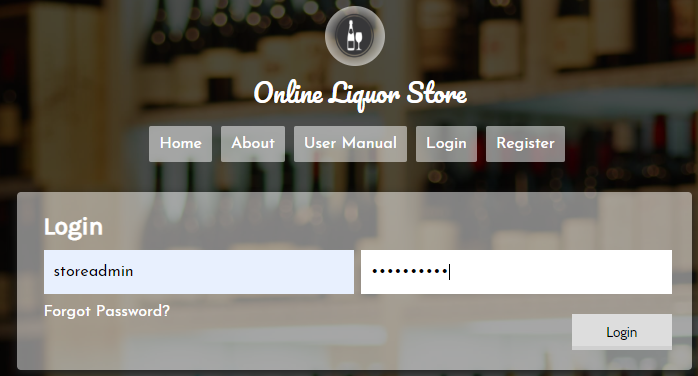 Online Liquor Store
Home About User Manual Login Register
Login
storeadmin ••••••••••
Forgot Password?
Login